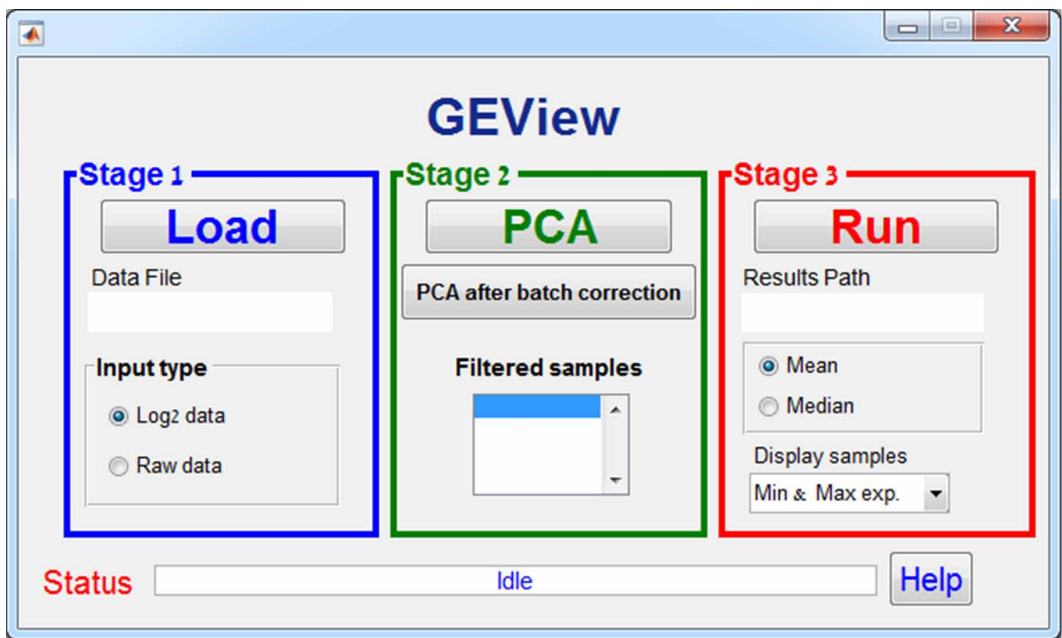 GEView
Stage 1
Load
Data File
Input type
Log2 data
Raw data
Stage 2
PCA
PCA after batch correction
Filtered samples
Stage 3
Run
Results Path
Mean
Median
Display samples
Min & Max exp.
Status
Idle
Help